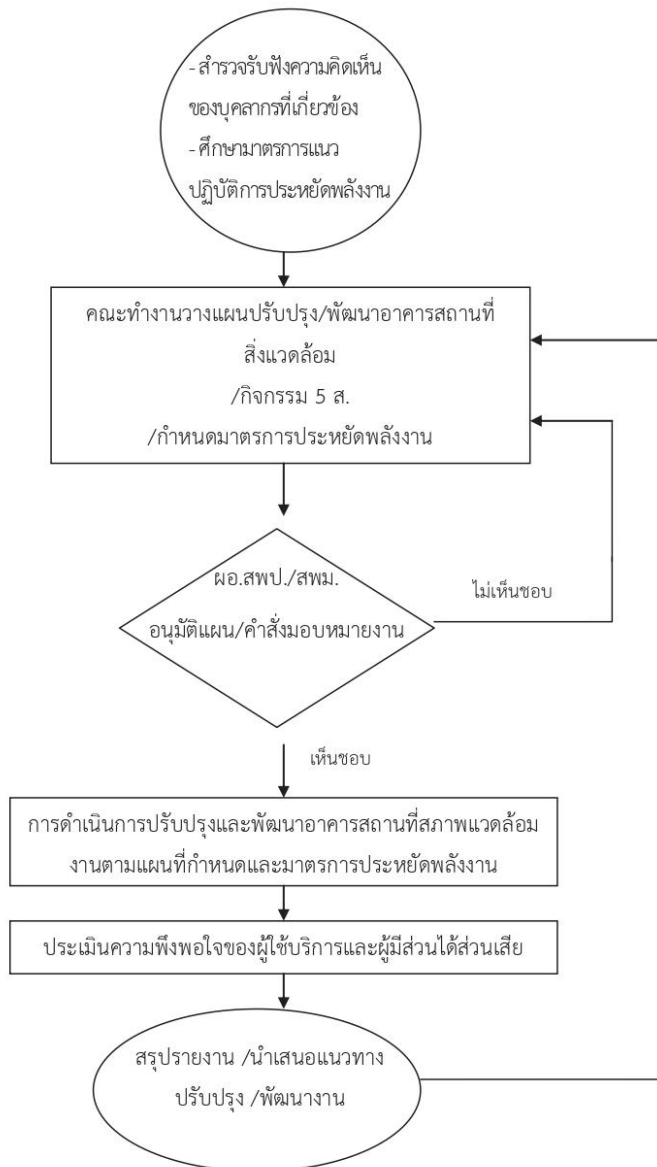 - สำรวจรับฟังความคิดเห็น
ของบุคลากรที่เกี่ยวข้อง
- ศึกษามาตรการแนว
ปฏิบัติการประหยัดพลังงาน
คณะทำงานวางแผนปรับปรุง/พัฒนาอาคารสถานที่
สิ่งแวดล้อม
/กิจกรรม 5 ส.
/กำหนดมาตรการประหยัดพลังงาน
ผอ.สพป./สพม.
อนุมัติแผน/คำสั่งมอบหมายงาน
ไม่เห็นชอบ
เห็นชอบ
การดำเนินการปรับปรุงและพัฒนาอาคารสถานที่สภาพแวดล้อม
งานตามแผนที่กำหนดและมาตรการประหยัดพลังงาน
ประเมินความพึงพอใจของผู้ใช้บริการและผู้มีส่วนได้ส่วนเสีย
สรุปรายงาน /นำเสนอแนวทาง
ปรับปรุง /พัฒนางาน